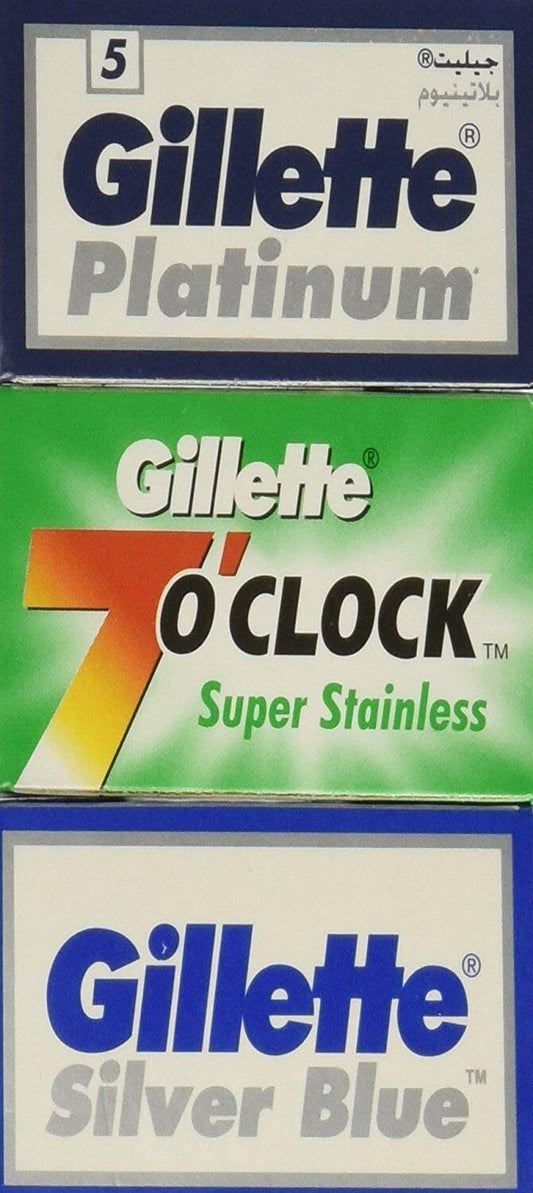 5
جيليت®
بلاتينيوم
Gillette®
Platinum
Gillette®
7 O'CLOCK™
Super Stainless
Gillette®
Silver Blue™